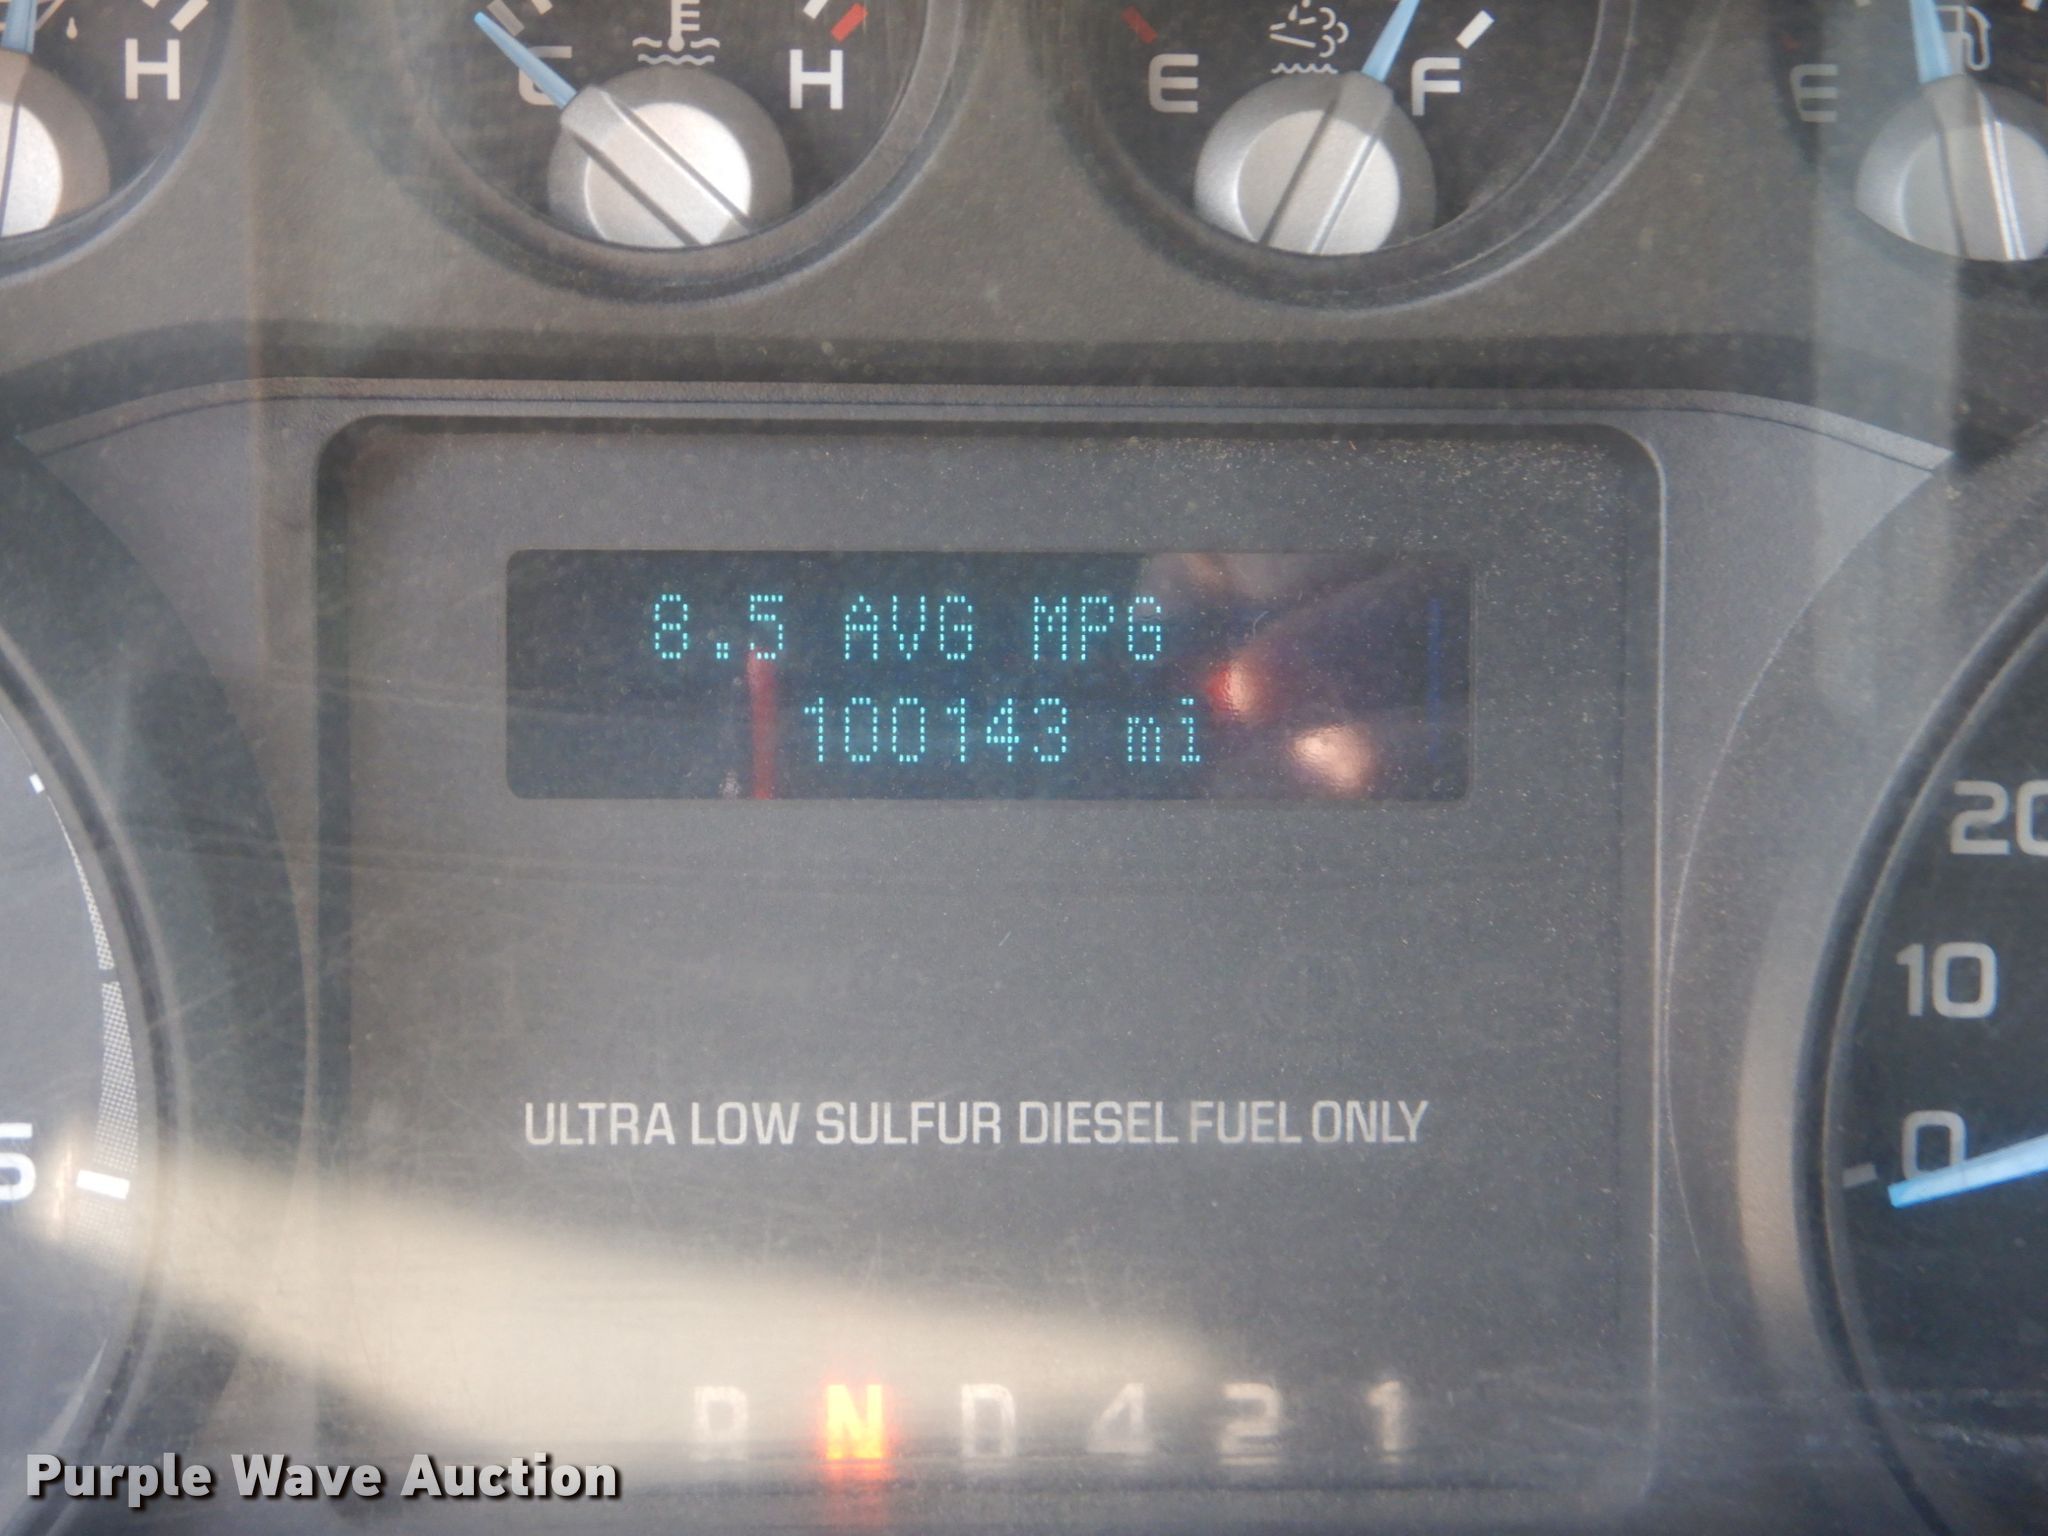 H
C
H
E
F
E
8.5 AVG MPG
100143 mi
20
10
0
5
ULTRA LOW SULFUR DIESEL FUEL ONLY
R N D 4 2 1
Purple Wave Auction